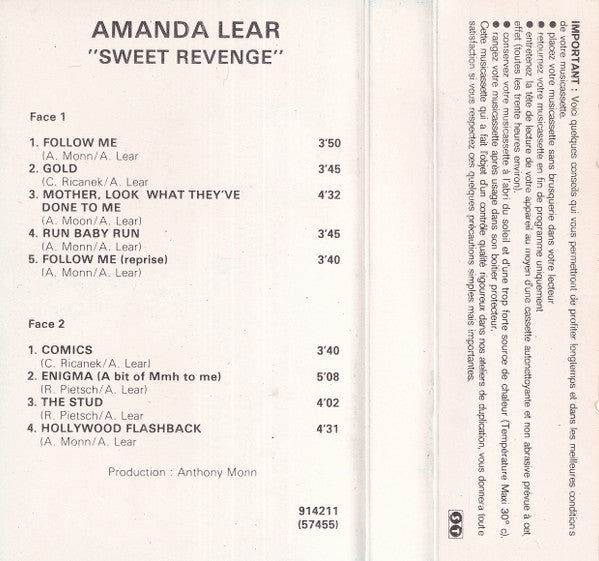 AMANDA LEAR
"SWEET REVENGE"
Face 1
1. FOLLOW ME 3'50
(A. Monn/A. Lear
2. GOLD 3'45
(C. Ricanek/A. Lear)
3. MOTHER, LOOK WHAT THEY'VE 4'32
DONE TO ME
(A. Moon/A. Lear)
4. RUN BABY RUN 3'45
(A. Monn/A. Lear)
5. FOLLOW ME (reprise) 3'40
(A. Monn/A. Lear)
Face 2
1. COMICS 3'40
(C. Ricanek/A. Lear)
2. ENIGMA (A bit of Mmh to me) 5'08
(R. Pietsch/A. Lear)
3. THE STUD 4'02
(R. Pietsch/A. Lear
4. HOLLYWOOD FLASHBACK 4'31
(A. Monn/A. Lear
Production : Anthony Monn
914211
(57455)
IMPORTANT : Voici quelques conseils qui vous permettront de profiter longtemps et dans les meilleures conditions
de votre musicassette.
● placez votre musicassette sans brusquerie dans votre lecteur
● retournez votre musicassette en fin de programme uniquement
● entretenez la tête de lecture de votre appareil au moyen d'une cassette autonottoyante et non abrasive prévue à cet
effet (toutes les trente heures environ).
● conservez votre musicassette à l'abri du soleil et d'une trop forte source de chaleur (Température Maxi 30° c).
● rangez votre musicassette après usage dans son boitier protecteur.
Cette musicassette qui a fait l'objet d'un contrôle qualité rigoureux dans nos ateliers de duplication, vous donnera toute
satisfaction si vous respectez ces quelques précautions simples mais importantes.
ST